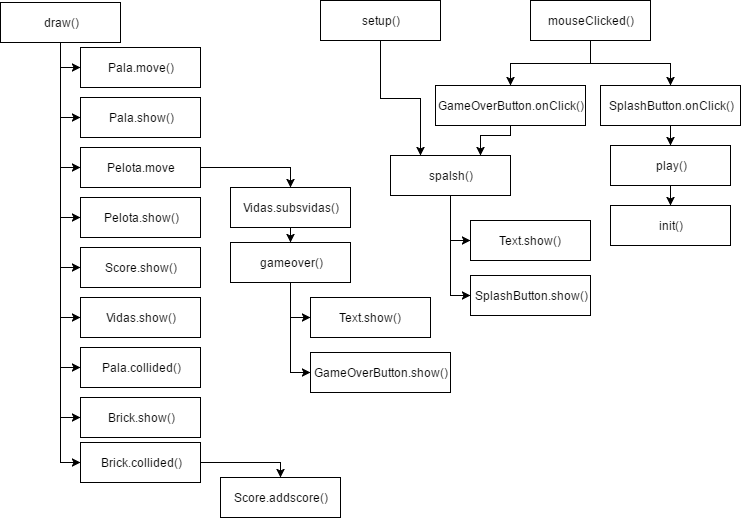 draw()
setup()
mouseClicked()
Pala.move()
Pala.show()
Pelota.move
Pelota.show()
Score.show()
Vidas.show()
Pala.collided()
Brick.show()
Brick.collided()
Score.addscore()
Vidas.subsvidas()
gameover()
Text.show()
GameOverButton.show()
GameOverButton.onClick()
SplashButton.onClick()
spalsh()
play()
init()
Text.show()
SplashButton.show()